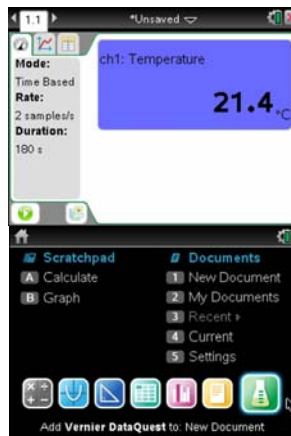 1.1 *Unsaved
Mode:
Time Based
Rate:
2 samples/s
Duration:
180 s
ch1: Temperature
21.4 °C
Scratchpad
A Calculate
B Graph
Documents
1 New Document
2 My Documents
3 Recent ▸
4 Current
5 Settings
Add Vernier DataQuest to: New Document